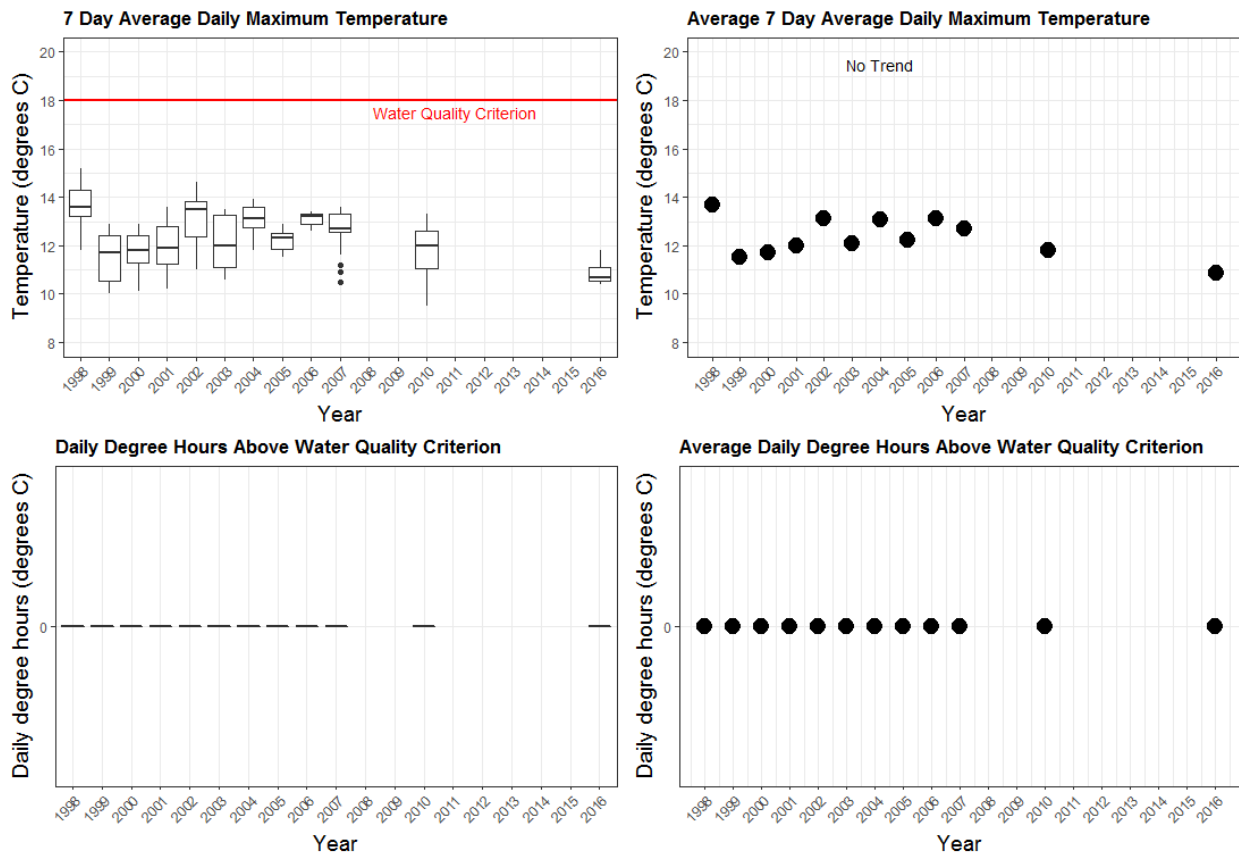 7 Day Average Daily Maximum Temperature
Temperature (degrees C)
20
18
16
14
12
10
8
Water Quality Criterion
1998 1999 2000 2001 2002 2003 2004 2005 2006 2007 2008 2009 2010 2011 2012 2013 2014 2015 2016
Year
Average 7 Day Average Daily Maximum Temperature
Temperature (degrees C)
20
18
16
14
12
10
8
No Trend
1998 1999 2000 2001 2002 2003 2004 2005 2006 2007 2008 2009 2010 2011 2012 2013 2014 2015 2016
Year
Daily Degree Hours Above Water Quality Criterion
Daily degree hours (degrees C)
0
1998 1999 2000 2001 2002 2003 2004 2005 2006 2007 2008 2009 2010 2011 2012 2013 2014 2015 2016
Year
Average Daily Degree Hours Above Water Quality Criterion
Daily degree hours (degrees C)
0
1998 1999 2000 2001 2002 2003 2004 2005 2006 2007 2008 2009 2010 2011 2012 2013 2014 2015 2016
Year